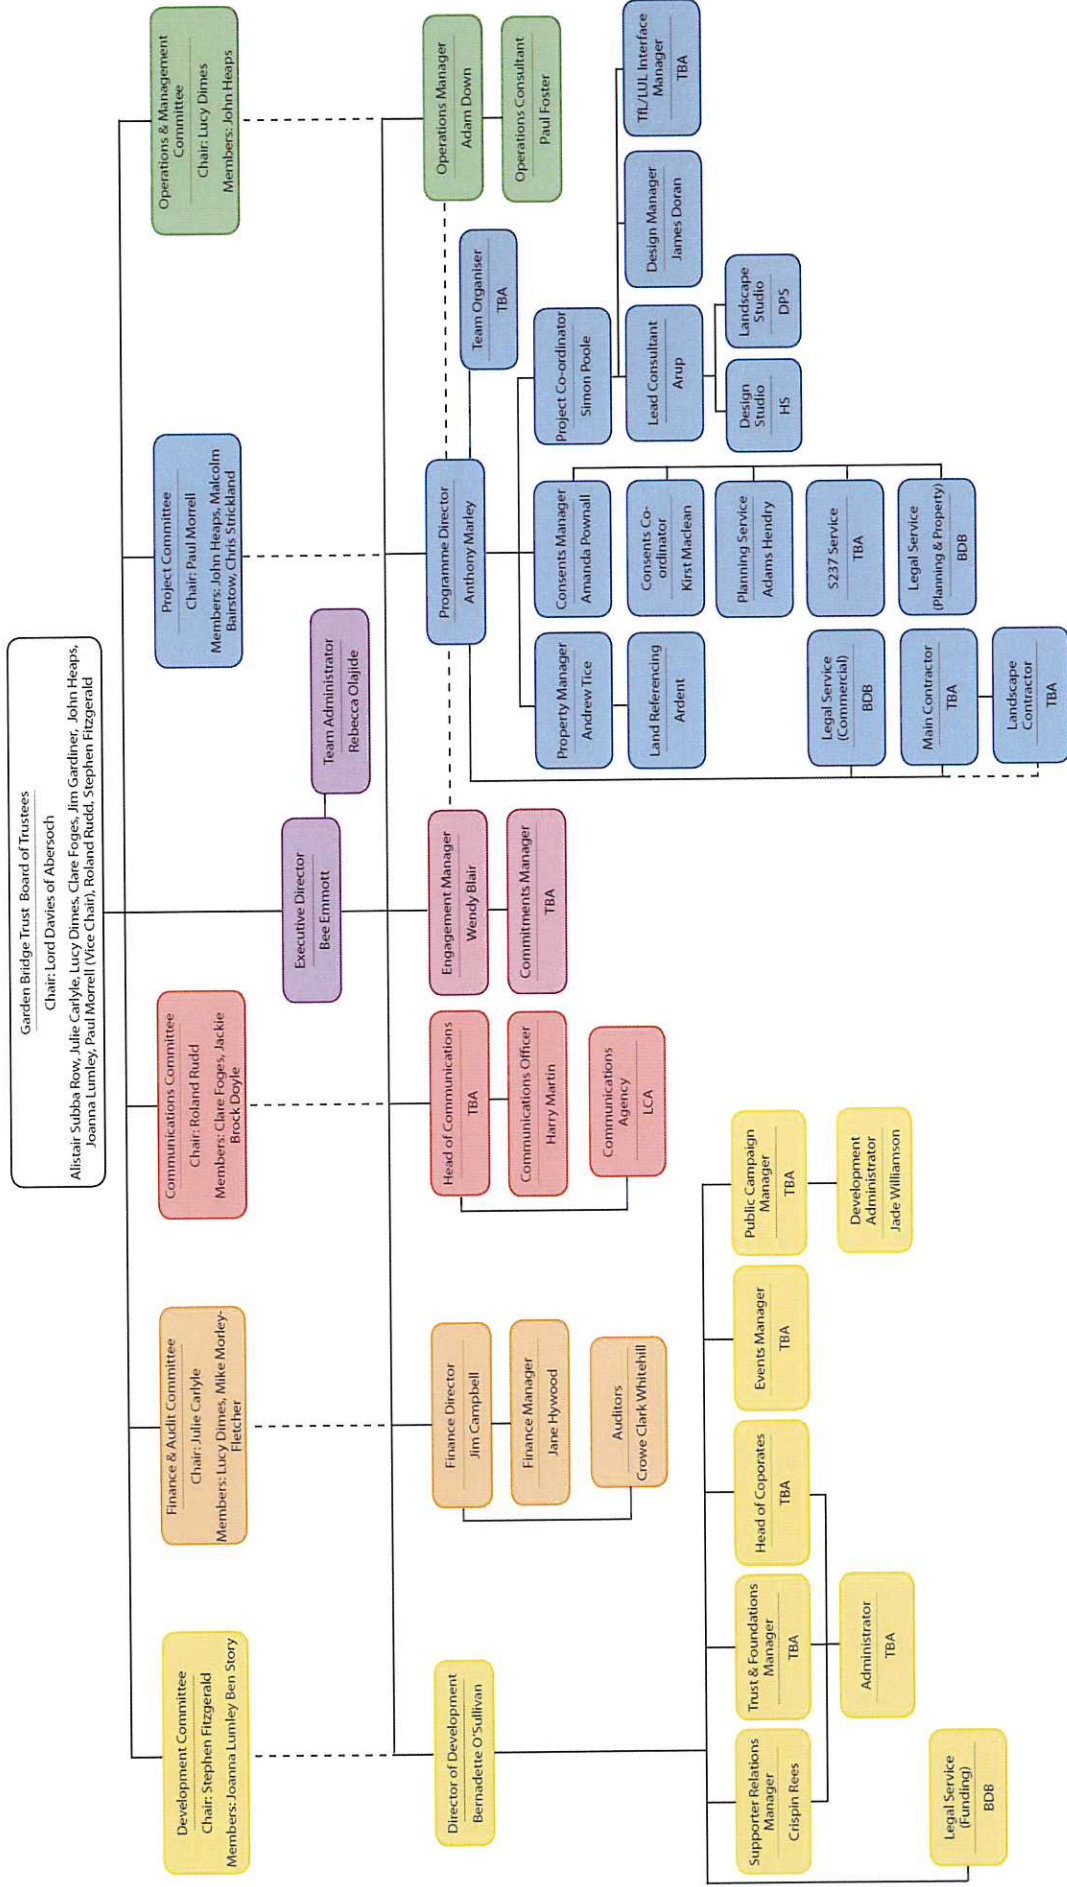 Garden Bridge Trust Board of Trustees
Chair: Lord Davies of Abersoch
Alistair Subba Row, Julie Carlyle, Lucy Dimes, Clare Foges, Jim Gardiner, John Heaps,
Joanna Lumley, Paul Morrell (Vice Chair), Roland Rudd, Stephen Fitzgerald
Development Committee
Chair: Stephen Fitzgerald
Members: Joanna Lumley Ben Story
Finance & Audit Committee
Chair: Julie Carlyle
Members: Lucy Dimes, Mike Morley-
Fletcher
Communications Committee
Chair: Roland Rudd
Members: Clare Foges, Jackie
Brock Doyle
Project Committee
Chair: Paul Morrell
Members: John Heaps, Malcolm
Bairstow, Chris Strickland
Operations & Management
Committee
Chair: Lucy Dimes
Members: John Heaps
Executive Director
Bee Emmott
Team Administrator
Rebecca Olajide
Director of Development
Bernadette O'Sullivan
Finance Director
Jim Campbell
Finance Manager
Jane Hywood
Auditors
Crowe Clark Whitehill
Head of Communications
TBA
Communications Officer
Harry Martin
Communications
Agency
LCA
Engagement Manager
Wendy Blair
Commitments Manager
TBA
Programme Director
Anthony Marley
Team Organiser
TBA
Operations Manager
Adam Down
Operations Consultant
Paul Foster
Property Manager
Andrew Tice
Land Referencing
Ardent
Legal Service
(Commercial)
BDB
Main Contractor
TBA
Landscape
Contractor
TBA
Consents Manager
Amanda Pownall
Consents Co-
ordinator
Kirst Maclean
Planning Service
Adams Hendry
S237 Service
TBA
Legal Service
(Planning & Property)
BDB
Project Co-ordinator
Simon Poole
Lead Consultant
Arup
Design Manager
James Doran
TfL/LUL Interface
Manager
TBA
Design
Studio
HS
Landscape
Studio
DPS
Supporter Relations
Manager
Crispin Rees
Trust & Foundations
Manager
TBA
Head of Coporates
TBA
Events Manager
TBA
Public Campaign
Manager
TBA
Administrator
TBA
Development
Administrator
Jade Williamson
Legal Service
(Funding)
BDB